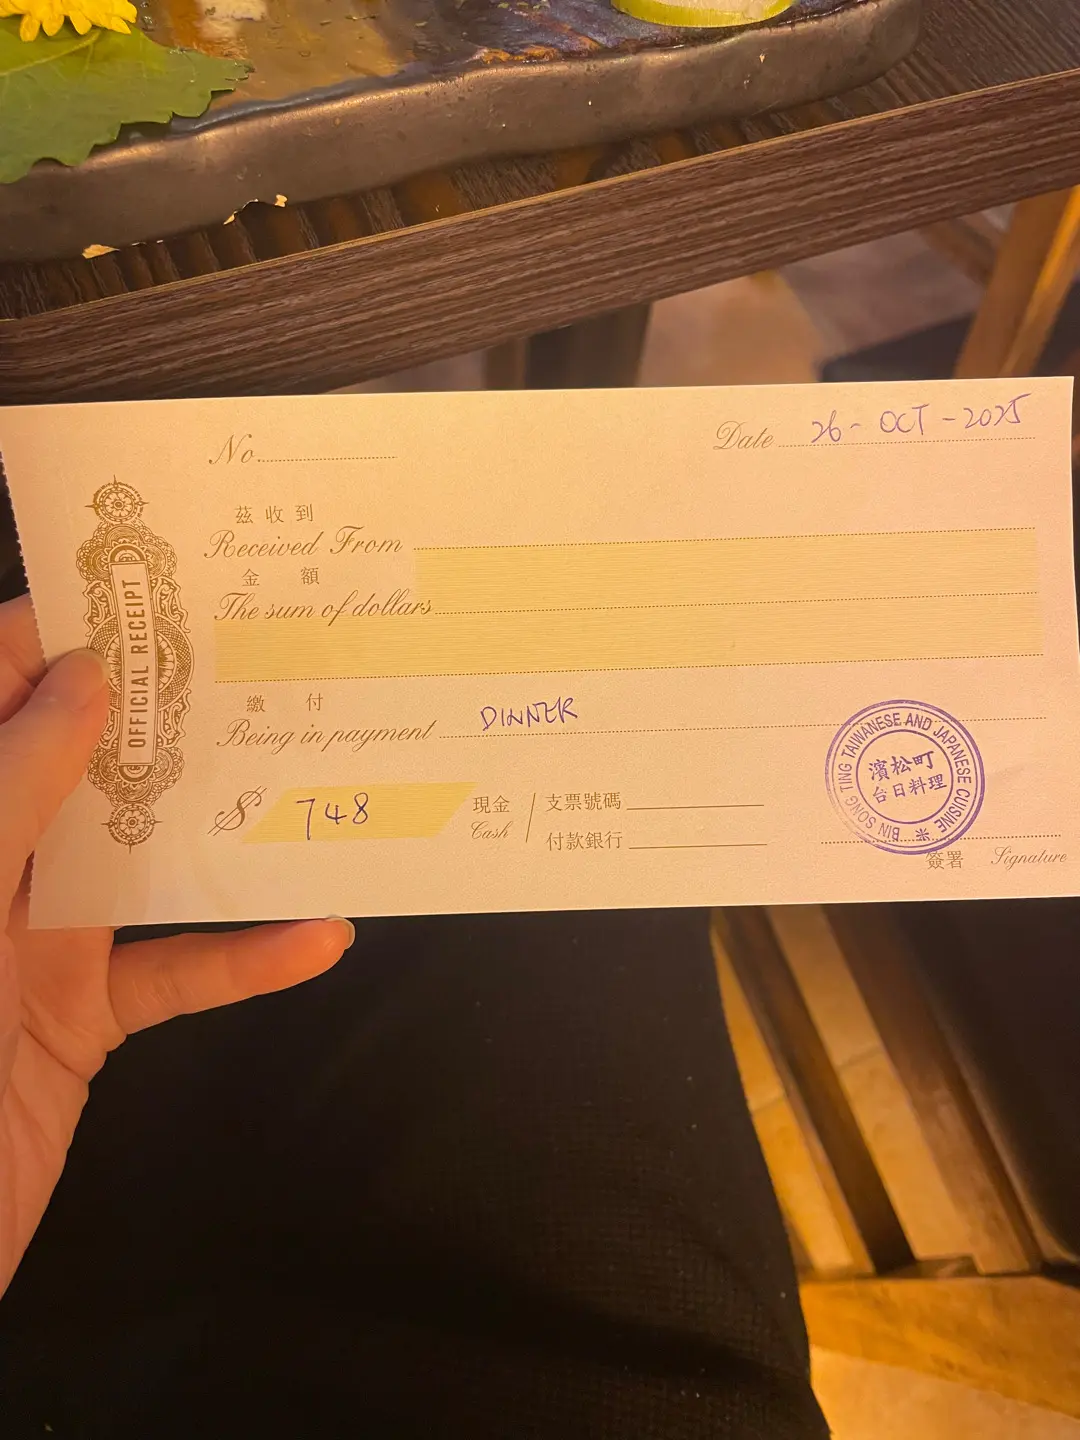 No.
Date 26-OCT-2025
茲收到
Received From
金額
The sum of dollars
繳付
Being in payment DINNER
$ 748
現金
Cash
支票號碼
付款銀行
簽署 Signature
OFFICIAL RECEIPT
BIN SONG TING TAIWANESE AND JAPANESE CUISINE
濱松町
台日料理